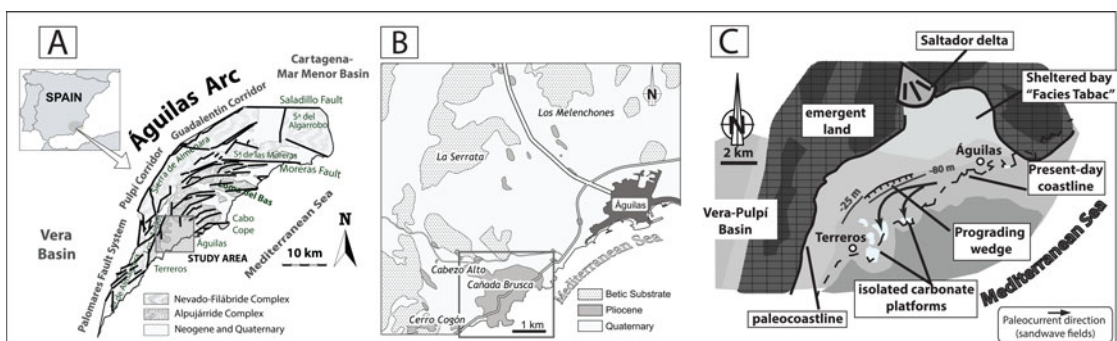 A
SPAIN
Águilas Arc
Cartagena-
Mar Menor Basin
Guadalentín Corridor
Saladillo Fault
Sª del
Algarrobo
Pulpí Corridor
Sierra de Almenara
Sª de las Moreras
Moreras Fault
Lomo del Bas
Vera
Basin
Palomares Fault System
Cabo
Cope
Águilas
STUDY AREA
Terreros
Mediterranean Sea
N
10 km
Nevado-Filábride Complex
Alpujárride Complex
Neogene and Quaternary
B
N
Los Melenchones
La Serrata
Águilas
Mediterranean Sea
Cabezo Alto
Cañada Brusca
Cerro Cogón
1 km
Betic Substrate
Pliocene
Quaternary
C
Saltador delta
Sheltered bay
"Facies Tabac"
emergent
land
N
2 km
Águilas
Present-day
coastline
-25 m
-80 m
Vera-Pulpí
Basin
Terreros
Prograding
wedge
isolated carbonate
platforms
paleocoastline
Mediterranean Sea
Paleocurrent direction
(sandwave fields)